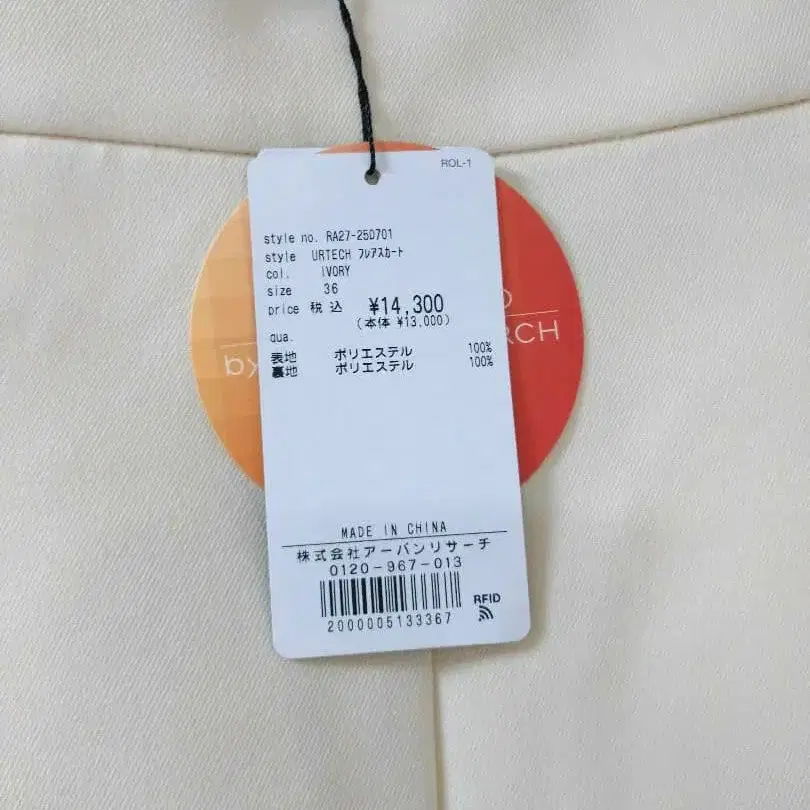 ROL-1
style no. RA27-25D701
style URTECH フレアスカート
col. IVORY
size 36
price 税込 ¥14,300
(本体 ¥13,000)
qua.
表地 ポリエステル 100%
裏地 ポリエステル 100%
MADE IN CHINA
株式会社アーバンリサーチ
0120-967-013
RFID
2000005133367